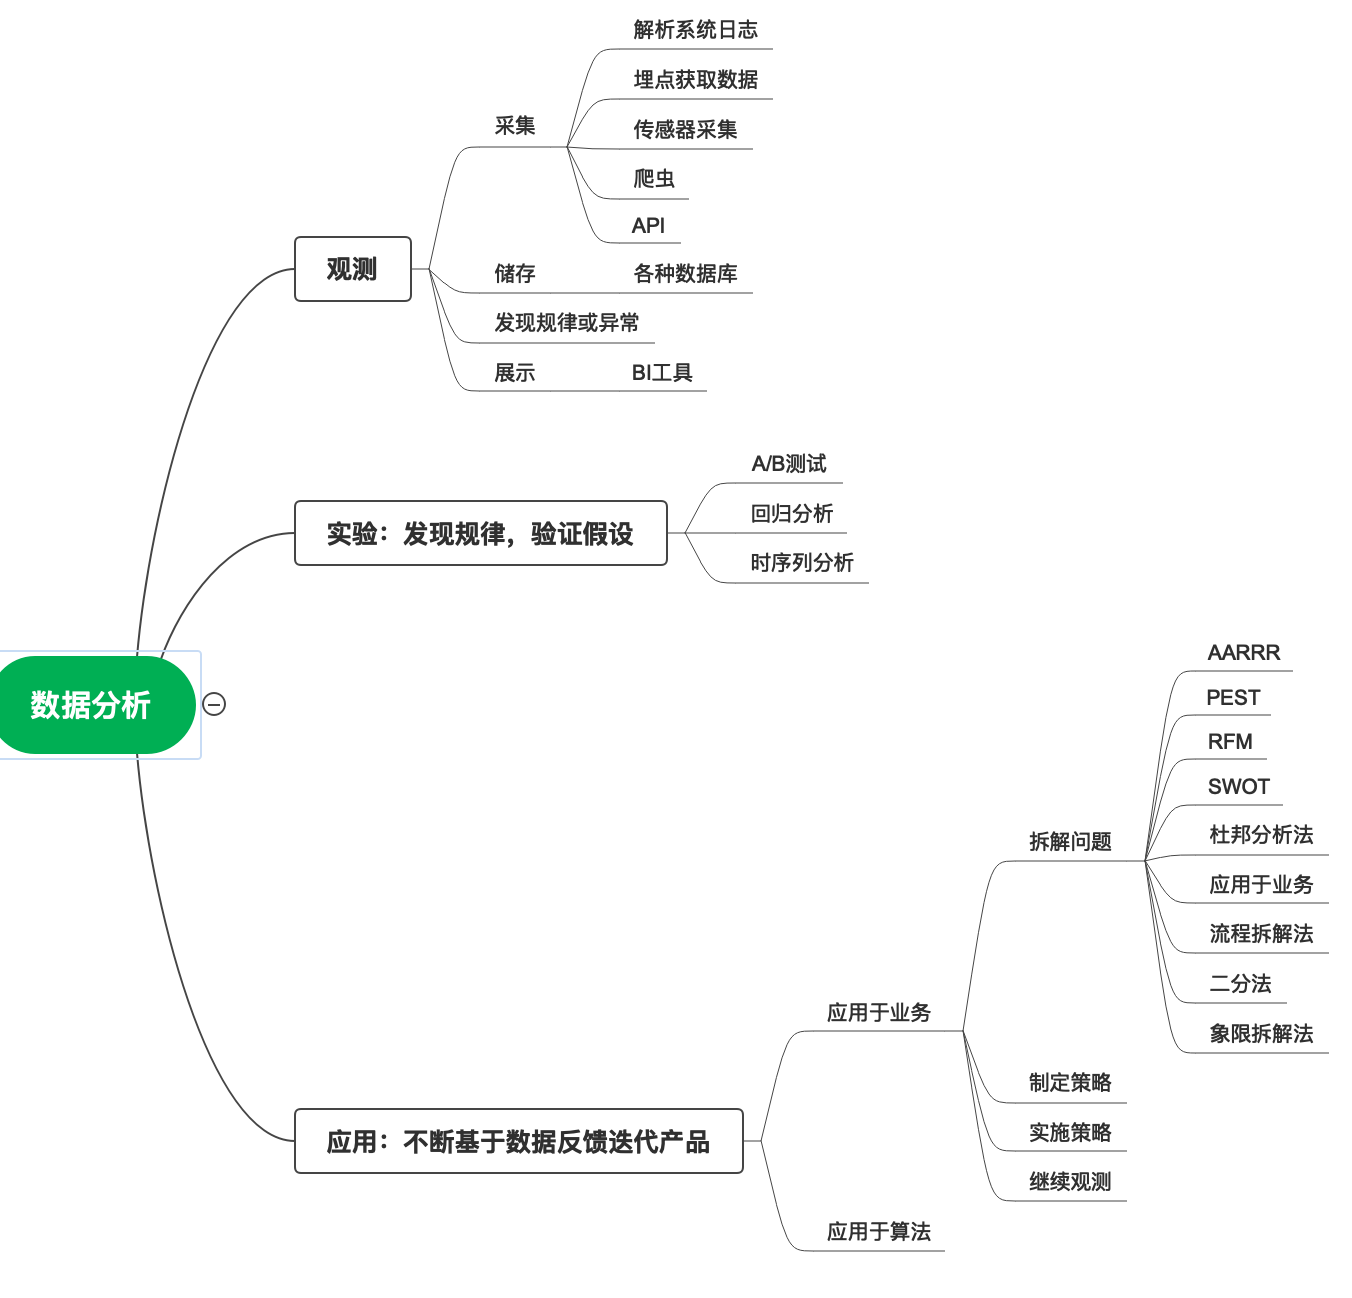 解析系统日志
埋点获取数据
采集
传感器采集
爬虫
API
观测
储存
各种数据库
发现规律或异常
展示
BI工具
A/B测试
实验：发现规律，验证假设
回归分析
时序列分析
数据分析
AARRR
PEST
RFM
SWOT
拆解问题
杜邦分析法
应用于业务
流程拆解法
二分法
象限拆解法
应用于业务
制定策略
实施策略
继续观测
应用：不断基于数据反馈迭代产品
应用于算法